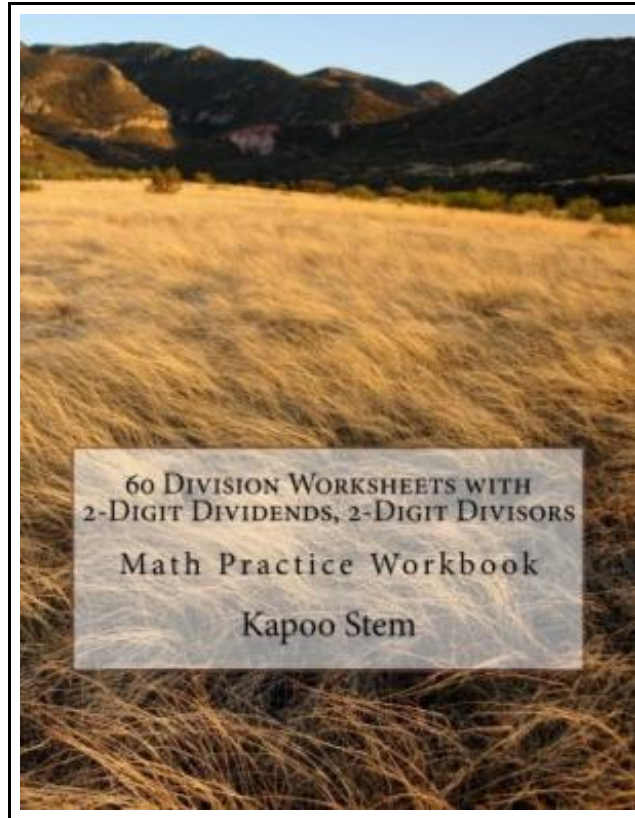 60 Division Worksheets with
2-Digit Dividends, 2-Digit Divisors
Math Practice Workbook
Kapoo Stem